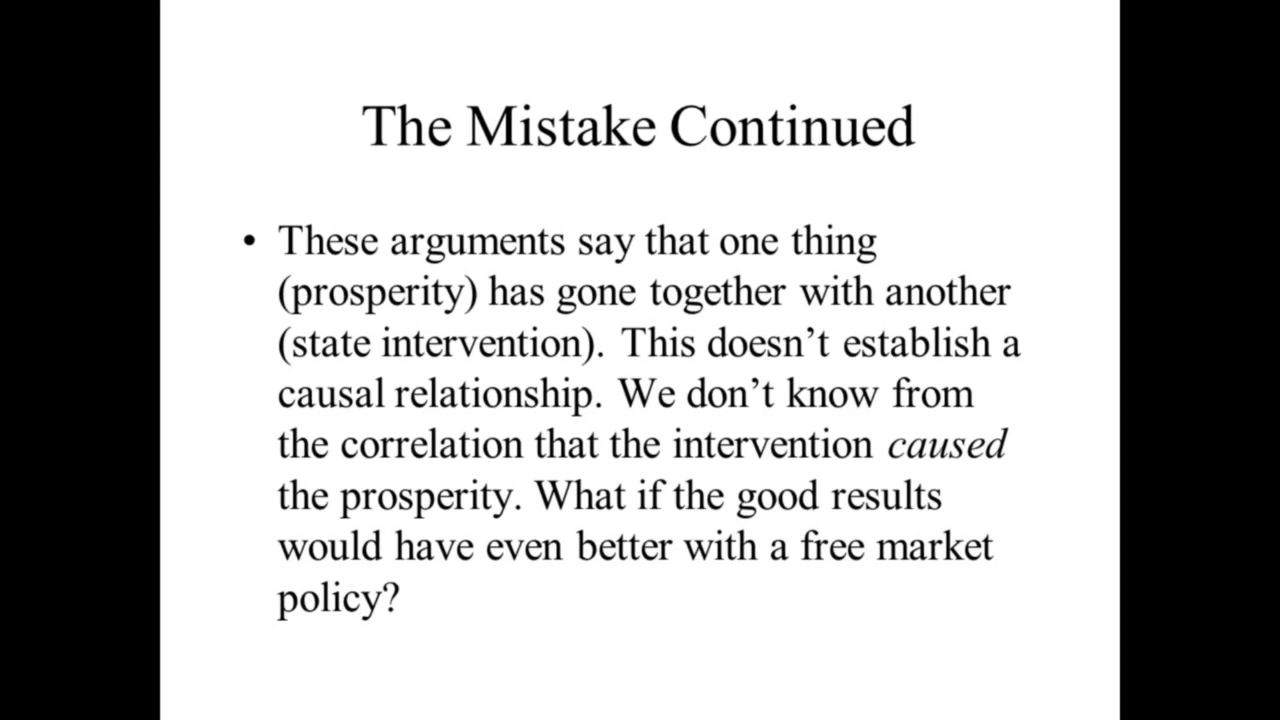 The Mistake Continued
• These arguments say that one thing
(prosperity) has gone together with another
(state intervention). This doesn’t establish a
causal relationship. We don’t know from
the correlation that the intervention caused
the prosperity. What if the good results
would have even better with a free market
policy?